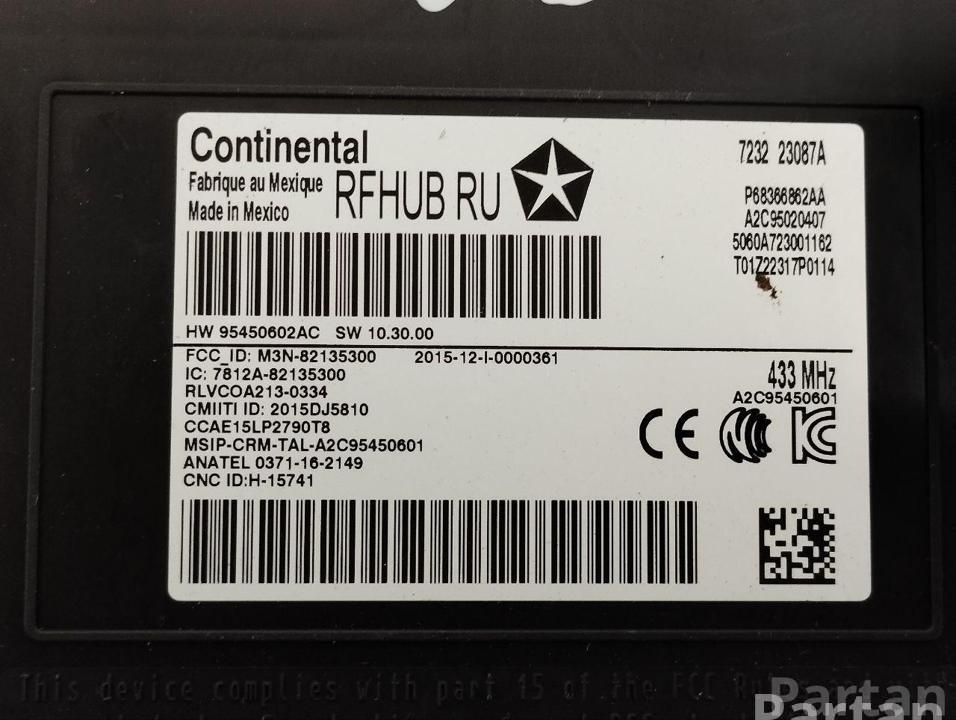 Continental
Fabrique au Mexique
Made in Mexico
RFHUB RU
7232 23087A
P68366862AA
A2C95020407
5060A723001162
T01Z22317P0114
HW 95450602AC SW 10.30.00
FCC_ID: M3N-82135300 2015-12-I-0000361
IC: 7812A-82135300
RLVCOA213-0334
CMIITI ID: 2015DJ5810
CCAE15LP2790T8
MSIP-CRM-TAL-A2C95450601
ANATEL 0371-16-2149
CNC ID:H-15741
433 MHz
A2C95450601
CE
This device complies with part 15 of the FCC
Partan
Partan